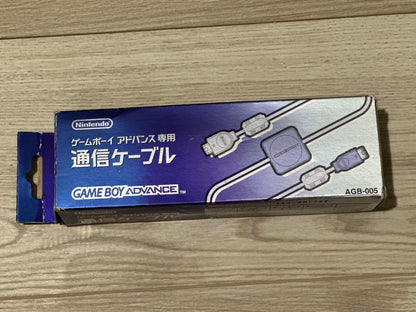 Nintendo
ゲームボーイ アドバンス 専用
通信ケーブル
GAME BOY ADVANCE™
AGB-005